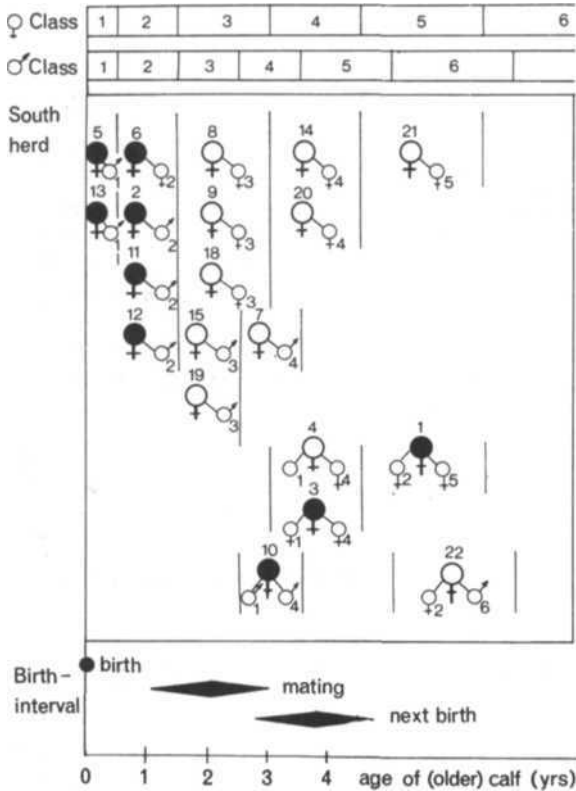 ♀ Class 1 2 3 4 5 6
♂ Class 1 2 3 4 5 6
South
herd
5 6 8 14 21
1 2 3 4 5
13 2 9 20
2 3 4
11 18
2 3
12 15 7
2 3 4
19
3
4 1
1 4 2 5
3
1 4
10 22
1 4 2 6
birth
Birth-
interval
mating
next birth
0 1 2 3 4 age of (older) calf (yrs)